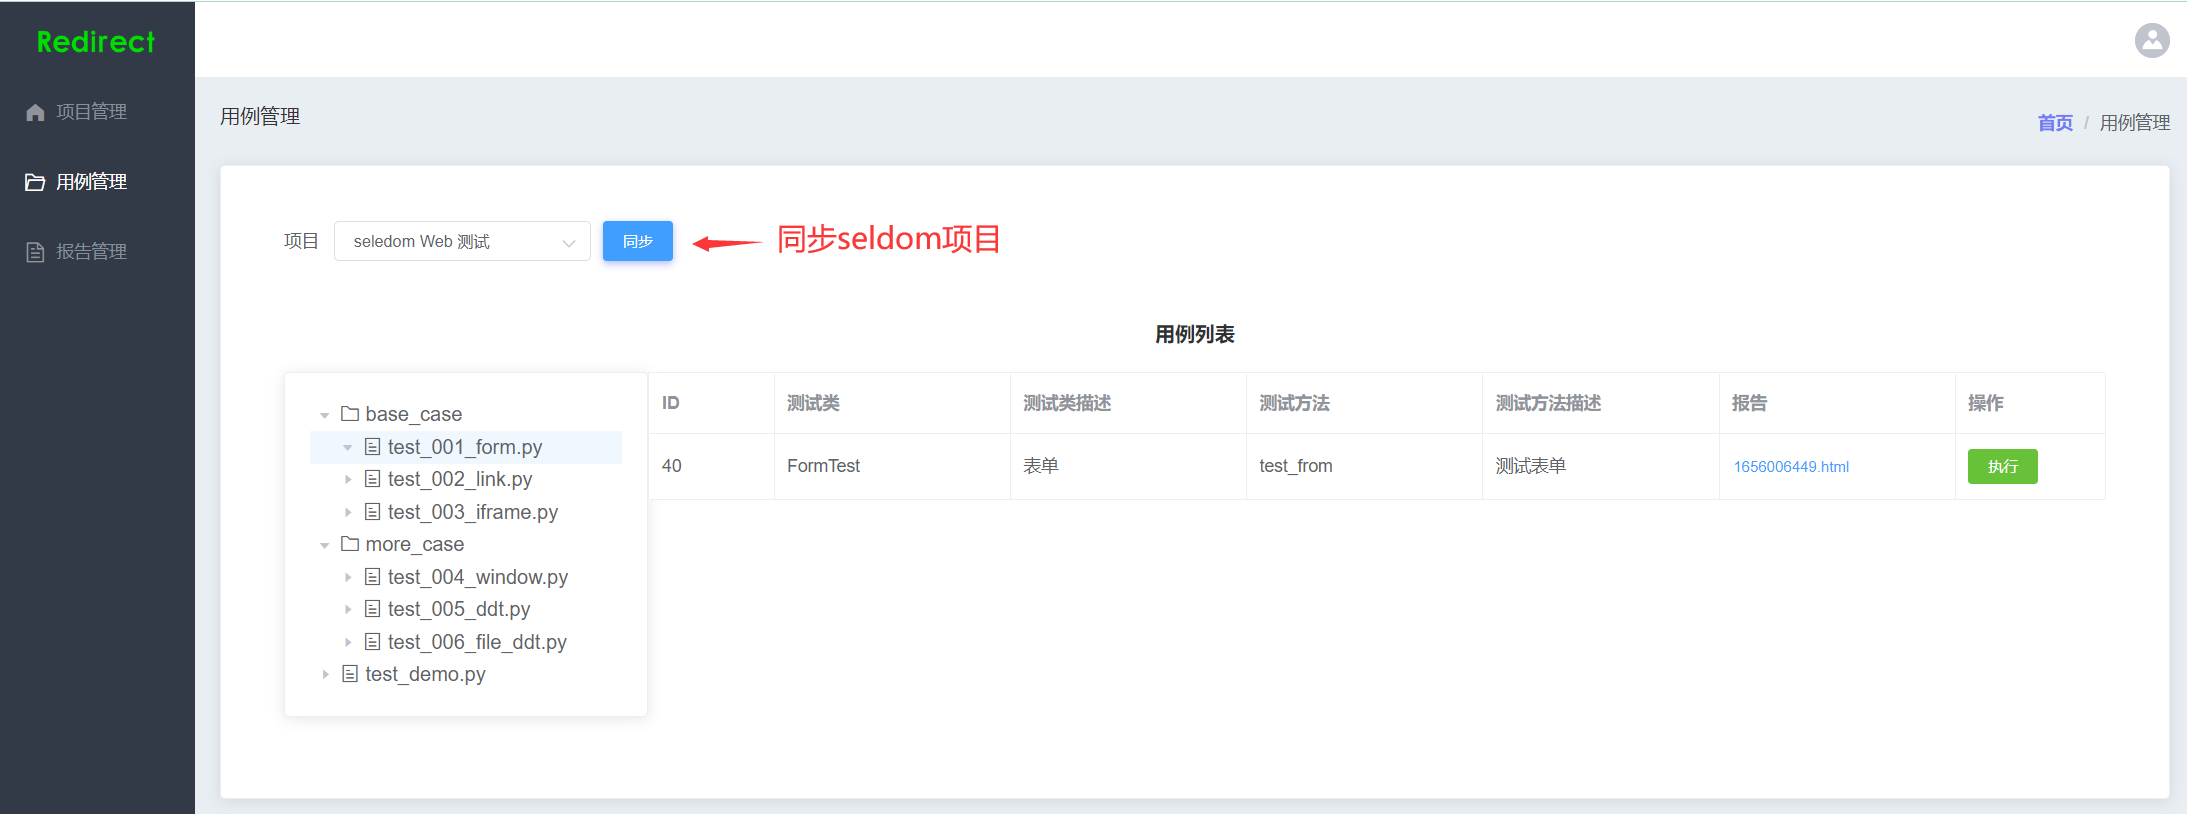 Redirect
项目管理
用例管理
报告管理
用例管理
首页 / 用例管理
项目 seledom Web 测试 同步 同步seldom项目
用例列表
base_case
test_001_form.py
test_002_link.py
test_003_iframe.py
more_case
test_004_window.py
test_005_ddt.py
test_006_file_ddt.py
test_demo.py
ID 测试类 测试类描述 测试方法 测试方法描述 报告 操作
40 FormTest 表单 test_from 测试表单 1656006449.html 执行